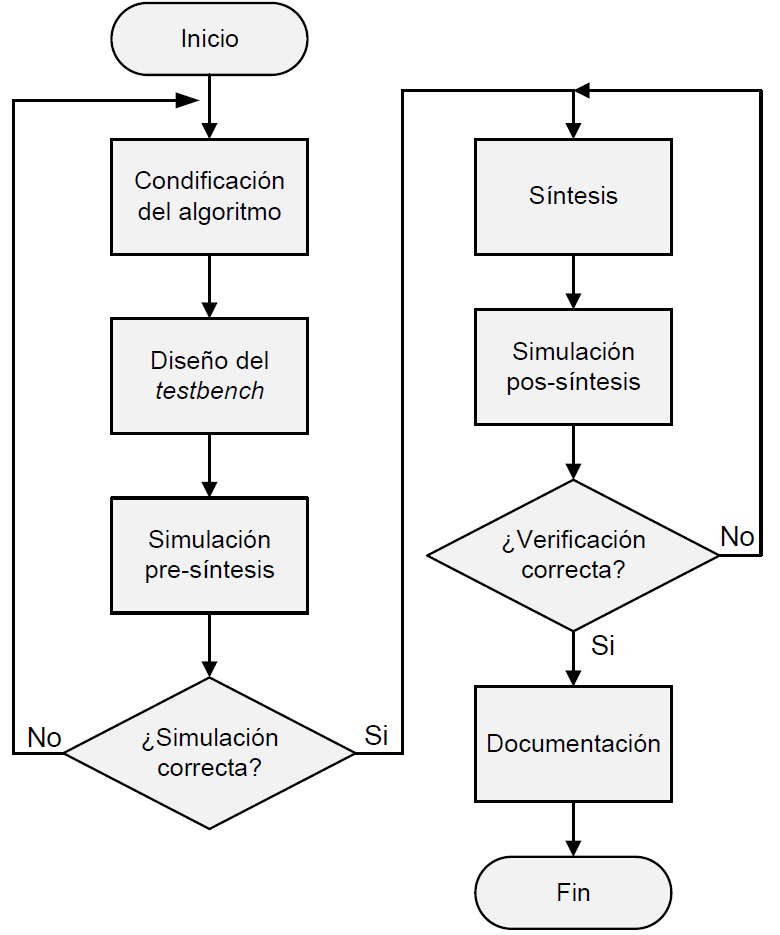 Inicio
Condificación
del algoritmo
Diseño del
testbench
Simulación
pre-síntesis
¿Simulación
correcta?
No
Si
Síntesis
Simulación
pos-síntesis
¿Verificación
correcta?
No
Si
Documentación
Fin